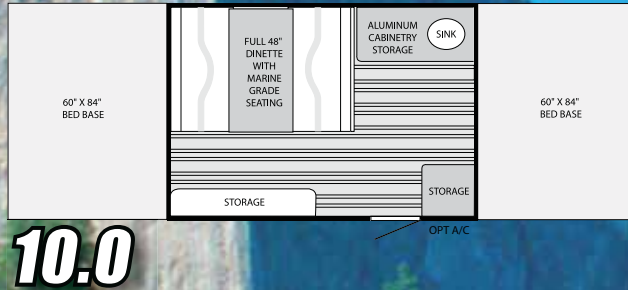 60" X 84"
BED BASE
FULL 48"
DINETTE
WITH
MARINE
GRADE
SEATING
ALUMINUM
CABINETRY
STORAGE
SINK
60" X 84"
BED BASE
STORAGE
STORAGE
OPT A/C
10.0